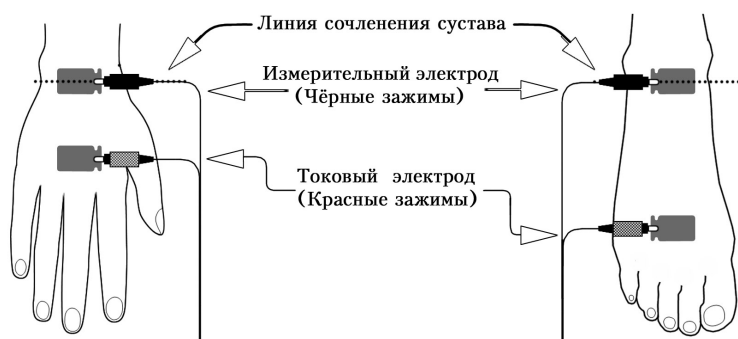 Линия сочленения сустава
Измерительный электрод
(Чёрные зажимы)
Токовый электрод
(Красные зажимы)